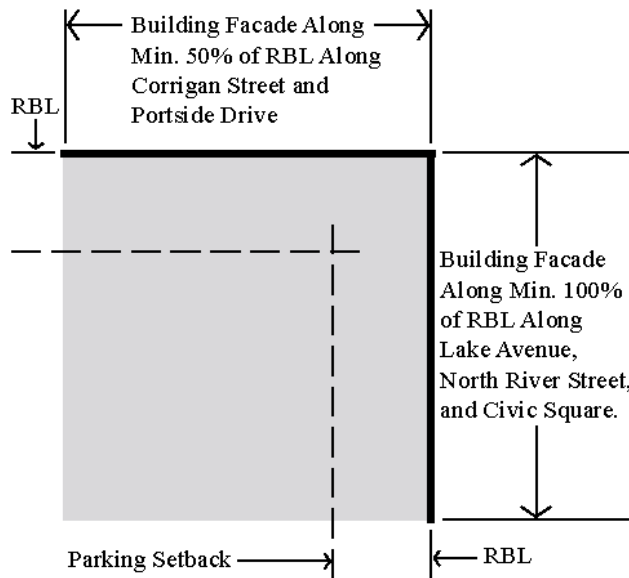 Building Facade Along
Min. 50% of RBL Along
Corrigan Street and
Portside Drive
RBL
Building Facade
Along Min. 100%
of RBL Along
Lake Avenue,
North River Street,
and Civic Square.
Parking Setback
RBL